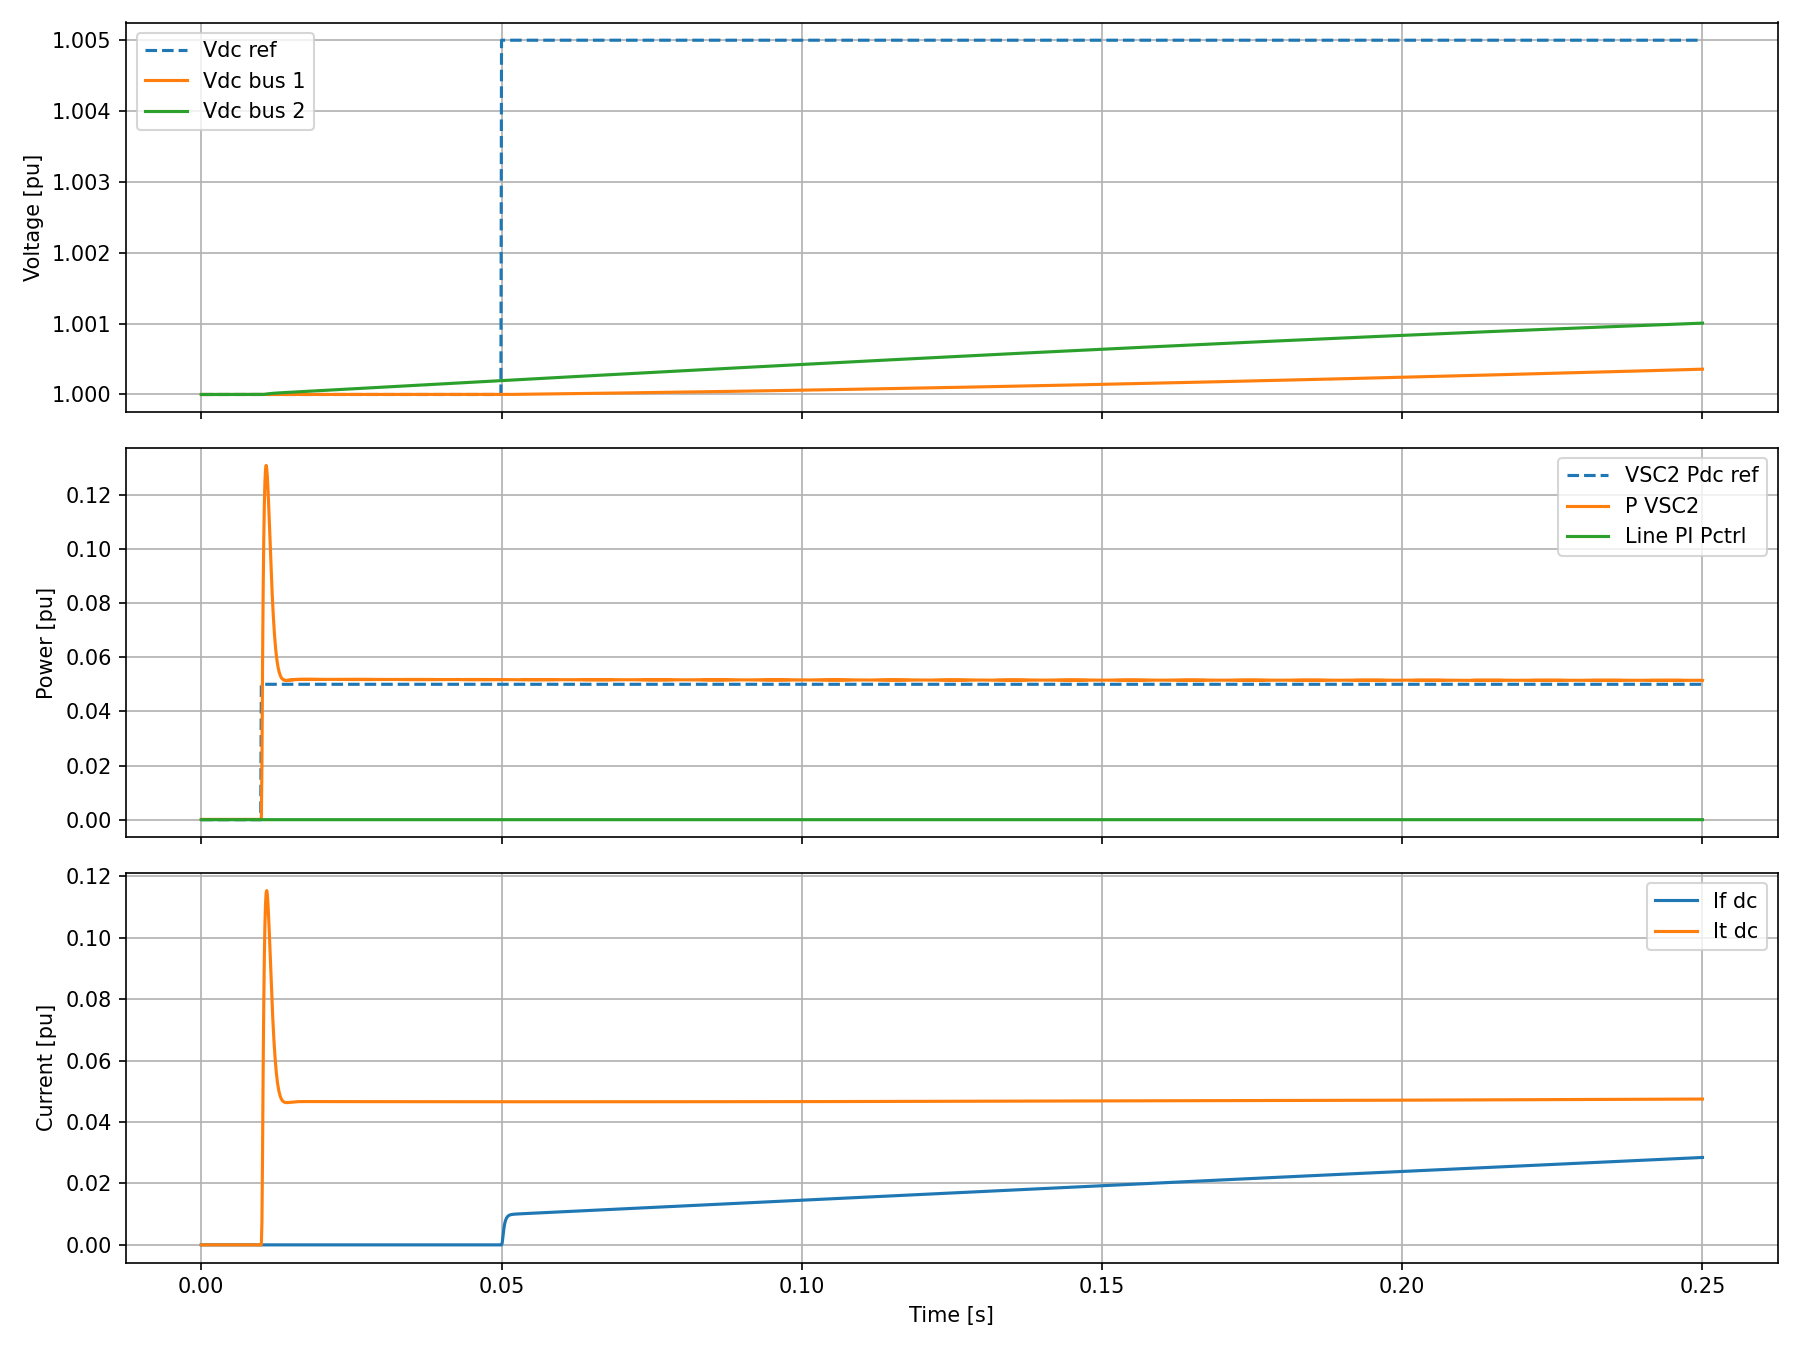 1.005
1.004
1.003
1.002
1.001
1.000
Voltage [pu]
Vdc ref
Vdc bus 1
Vdc bus 2
0.12
0.10
0.08
0.06
0.04
0.02
0.00
Power [pu]
VSC2 Pdc ref
P VSC2
Line PI Pctrl
0.12
0.10
0.08
0.06
0.04
0.02
0.00
Current [pu]
If dc
It dc
0.00 0.05 0.10 0.15 0.20 0.25
Time [s]